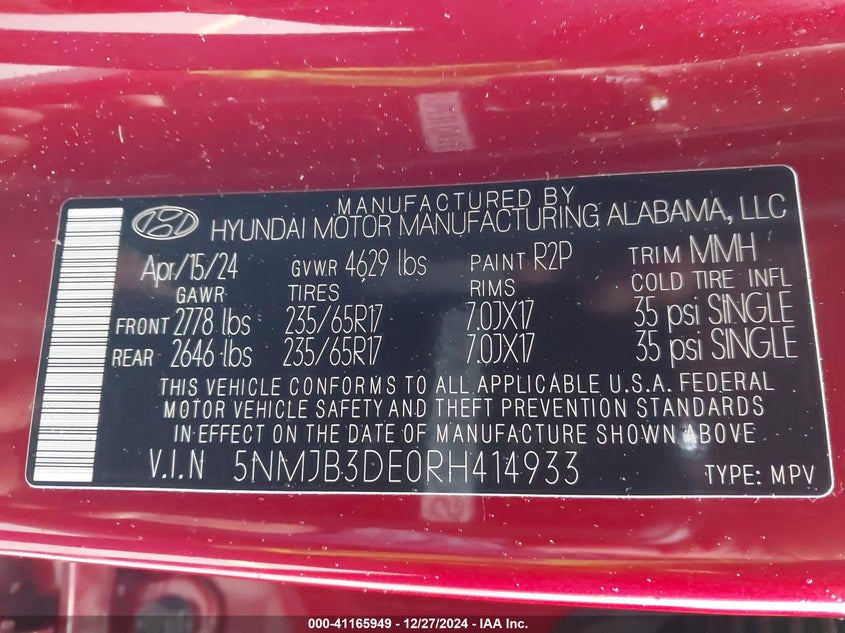 MANUFACTURED BY
HYUNDAI MOTOR MANUFACTURING ALABAMA, LLC
Apr/15/24 GVWR 4629 lbs PAINT R2P TRIM MMH
GAWR TIRES RIMS COLD TIRE INFL
FRONT 2778 lbs 235/65R17 7.0JX17 35 psi SINGLE
REAR 2646 lbs 235/65R17 7.0JX17 35 psi SINGLE
THIS VEHICLE CONFORMS TO ALL APPLICABLE U.S.A. FEDERAL
MOTOR VEHICLE SAFETY AND THEFT PREVENTION STANDARDS
IN EFFECT ON THE DATE OF MANUFACTURE SHOWN ABOVE
V.I.N 5NMJB3DE0RH414933 TYPE: MPV
000-41165949 - 12/27/2024 - IAA Inc.